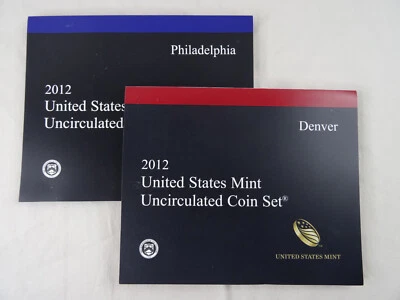 Philadelphia
2012
United States
Uncirculated
Denver
2012
United States Mint
Uncirculated Coin Set®
UNITED STATES MINT